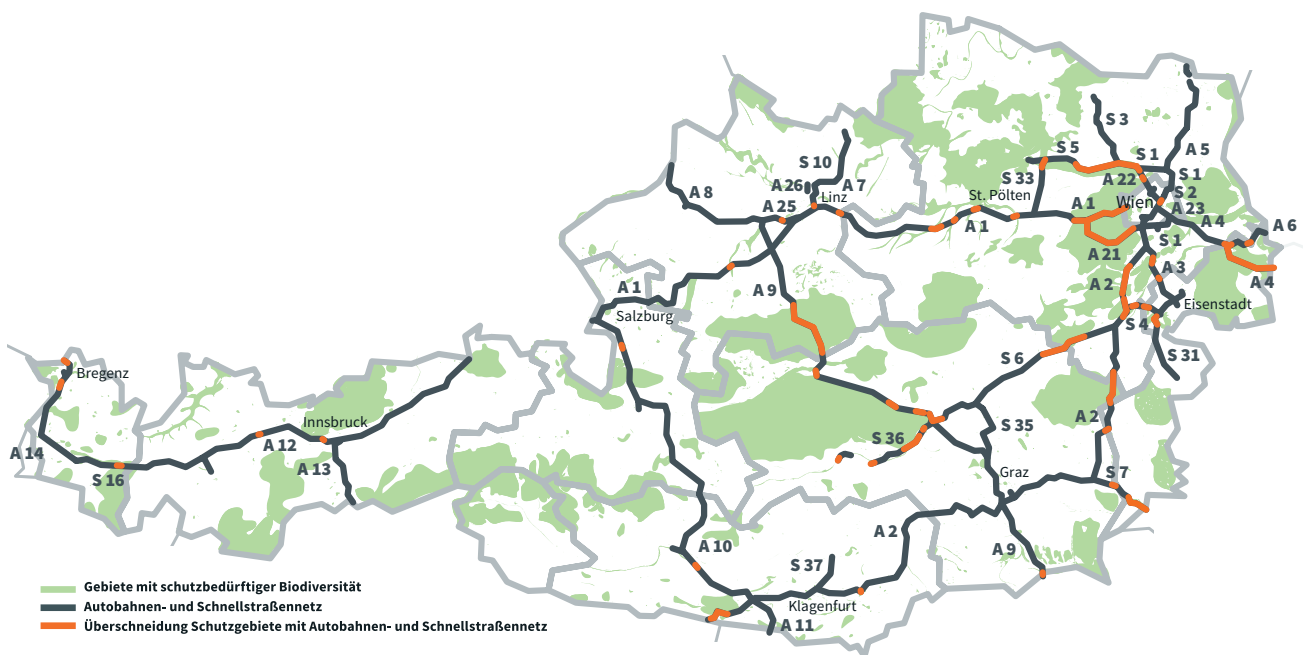 S 3
S 5
S 1
A 5
S 10
S 33
A 22
S 1
A 8
A 26
A 7
S 2
A 25
Linz
St. Pölten
A 1
Wien
A 23
A 1
A 4
A 6
S 1
A 21
A 3
A 2
A 4
A 1
A 9
Eisenstadt
Salzburg
S 4
S 6
S 31
Bregenz
Innsbruck
A 2
S 35
A 14
A 12
S 36
A 13
S 16
Graz
S 7
A 2
A 10
A 9
S 37
Klagenfurt
A 11
Gebiete mit schutzbedürftiger Biodiversität
Autobahnen- und Schnellstraßennetz
Überschneidung Schutzgebiete mit Autobahnen- und Schnellstraßennetz